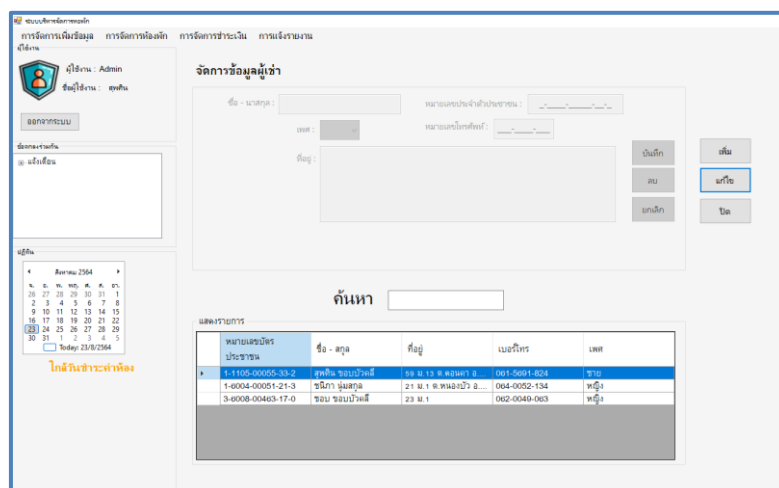 ระบบบริหารจัดการหอพัก
การจัดการเพิ่มข้อมูล การจัดการห้องพัก การจัดการชำระเงิน การแจ้งรายงาน
ผู้ใช้งาน
ผู้ใช้งาน : Admin
ชื่อผู้ใช้งาน : สุพศิน
ออกจากระบบ
แจ้งเตือน
ปฏิทิน
สิงหาคม 2564
จ. อ. พ. พฤ. ศ. ส. อา.
26 27 28 29 30 31 1
2 3 4 5 6 7 8
9 10 11 12 13 14 15
16 17 18 19 20 21 22
23 24 25 26 27 28 29
30 31 1 2 3 4 5
Today: 23/8/2564
ใกล้วันชำระค่าห้อง
จัดการข้อมูลผู้เช่า
ชื่อ - นาสกุล : หมายเลขประจำตัวประชาชน : _-____-_____-__-_
เพศ : หมายเลขโทรศัพท์ : ___-____-___
ที่อยู่ :
บันทึก เพิ่ม
ลบ แก้ไข
ยกเลิก ปิด
ค้นหา
แสดงรายการ
หมายเลขบัตรประชาชน ชื่อ - สกุล ที่อยู่ เบอร์โทร เพศ
1-1105-00055-33-2 สุพศิน ชอบบัวคลี่ 59 ม.13 ต.ดอนคา อ.... 061-5691-824 ชาย
1-6004-00051-21-3 ชนิภา นุ่มสกุล 21 ม.1 ต.หนองบัว อ.... 064-0052-134 หญิง
3-6008-00463-17-0 ชอบ ชอบบัวคลี่ 23 ม.1 062-0049-063 หญิง